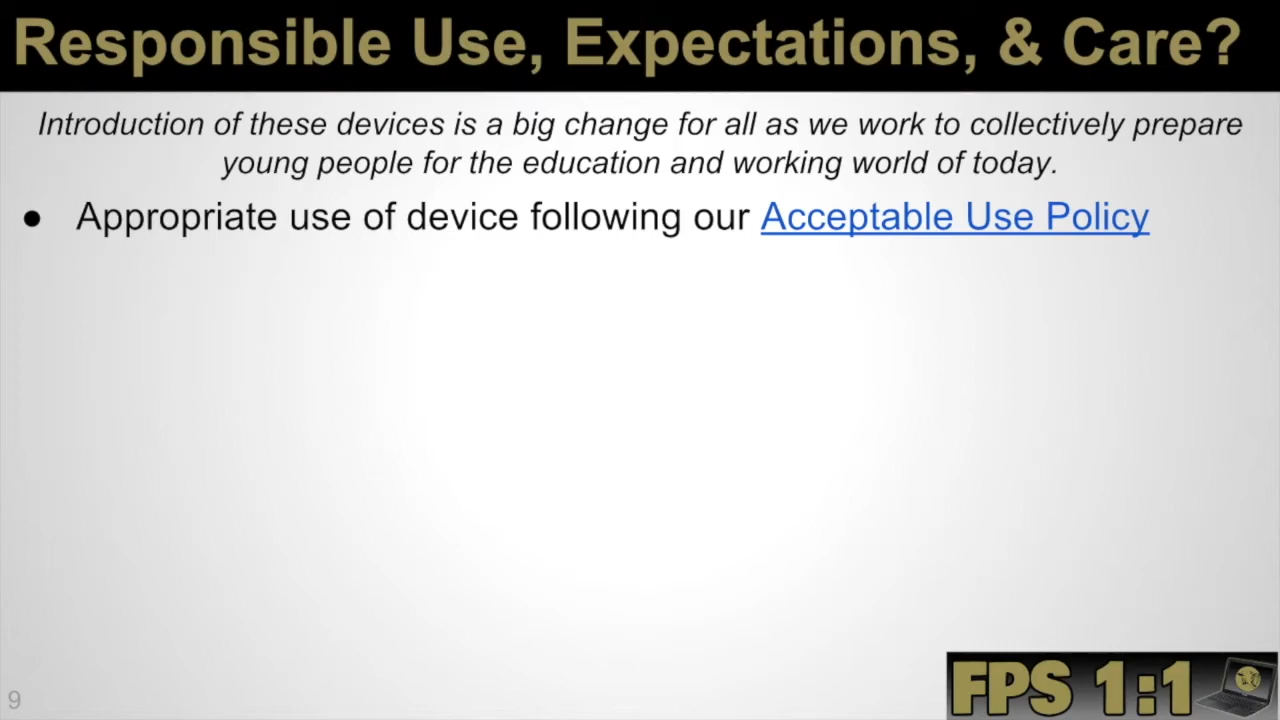 Responsible Use, Expectations, & Care?
Introduction of these devices is a big change for all as we work to collectively prepare
young people for the education and working world of today.
● Appropriate use of device following our Acceptable Use Policy
9
FPS 1:1